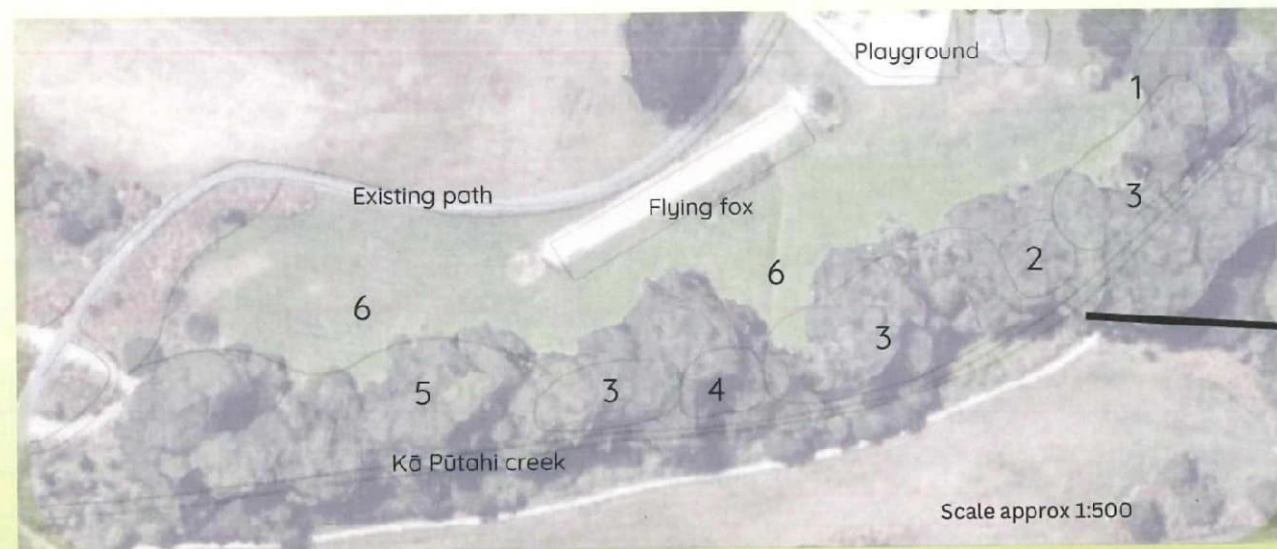 Playground
1
Existing path
Flying fox
3
2
6
6
3
5
3
4
Kā Pūtahi creek
Scale approx 1:500